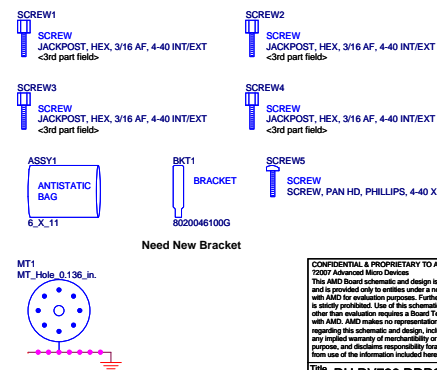 SCREW1
SCREW
JACKPOST, HEX, 3/16 AF, 4-40 INT/EXT
<3rd part field>
SCREW2
SCREW
JACKPOST, HEX, 3/16 AF, 4-40 INT/EXT
<3rd part field>
SCREW3
SCREW
JACKPOST, HEX, 3/16 AF, 4-40 INT/EXT
<3rd part field>
SCREW4
SCREW
JACKPOST, HEX, 3/16 AF, 4-40 INT/EXT
<3rd part field>
ASSY1
ANTISTATIC
BAG
6_X_11
BKT1
BRACKET
8020046100G
SCREW5
SCREW
SCREW, PAN HD, PHILLIPS, 4-40 X
Need New Bracket
MT1
MT_Hole_0.136_in.
CONFIDENTIAL & PROPRIETARY TO A
?2007 Advanced Micro Devices
This AMD Board schematic and design is
and is provided only to entities under a n
with AMD for evaluation purposes. Furthe
is strictly prohibited. Use of this schemati
other than evaluation requires a Board Te
with AMD. AMD makes no representation
regarding this schematic and design, incl
any implied warranty of merchantibility or
purpose, and disclaims responsibility fora
from use of the information included here
Title